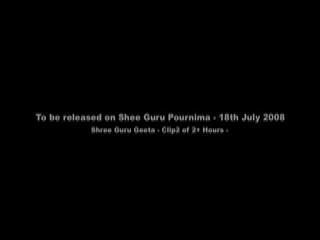 To be released on Shee Guru Pournima - 18th July 2008
Shree Guru Geeta - Clip2 of 2+ Hours -